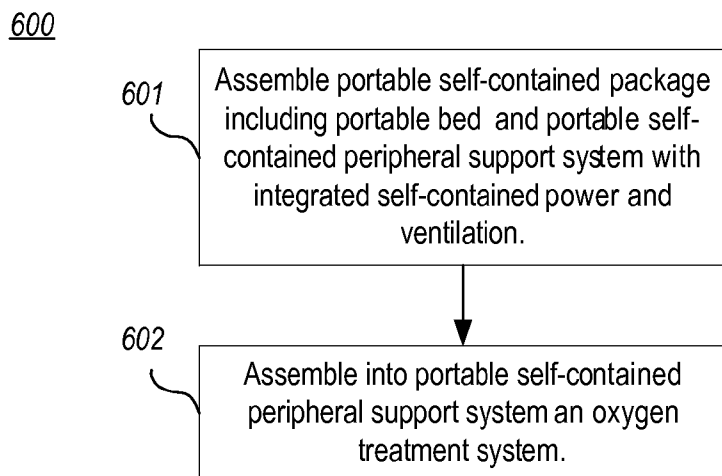 600
601
Assemble portable self-contained package
including portable bed and portable self-
contained peripheral support system with
integrated self-contained power and
ventilation.
602
Assemble into portable self-contained
peripheral support system an oxygen
treatment system.